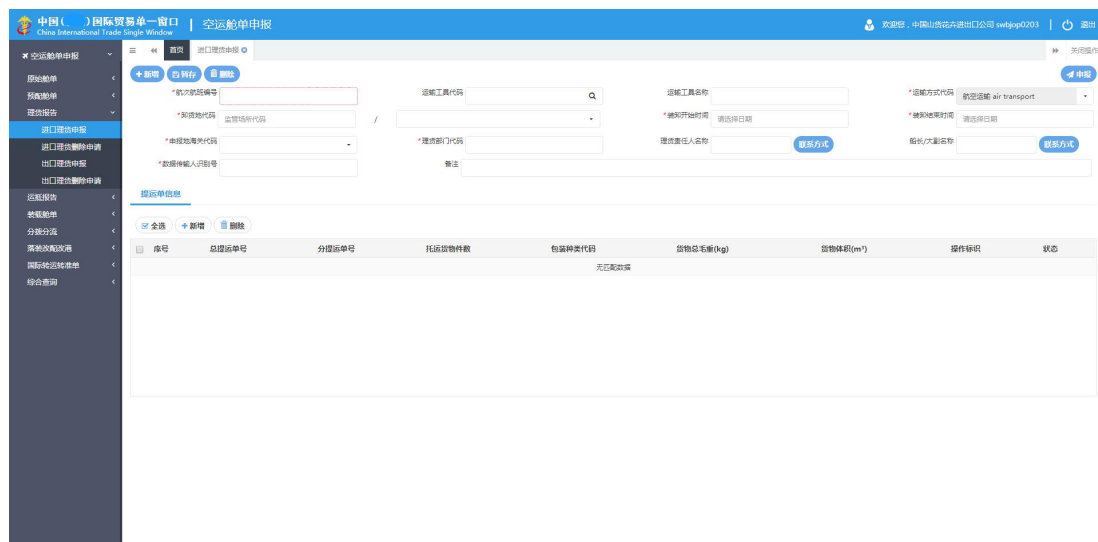 中国(      )国际贸易单一窗口 | 空运舱单申报
China International Trade Single Window
欢迎您，中国山货花卉进出口公司 swbjop0203 | 退出
空运舱单申报
原始舱单
预配舱单
理货报告
进口理货申报
进口理货删除申请
出口理货申报
出口理货删除申请
运抵报告
装载舱单
分拨分流
落装改配改港
国际转运转准单
综合查询
首页 进口理货申报 关闭操作
新增 暂存 删除 申报
*航次航班编号 运输工具代码 运输工具名称 *运输方式代码 航空运输 air transport
*卸货地代码 监管场所代码 / *装卸开始时间 请选择日期 *装卸结束时间 请选择日期
*申报地海关代码 *理货部门代码 理货责任人名称 联系方式 船长/大副名称 联系方式
*数据传输人识别号 备注
提运单信息
全选 新增 删除
序号 总提运单号 分提运单号 托运货物件数 包装种类代码 货物总毛重(kg) 货物体积(m³) 操作标识 状态
无匹配数据